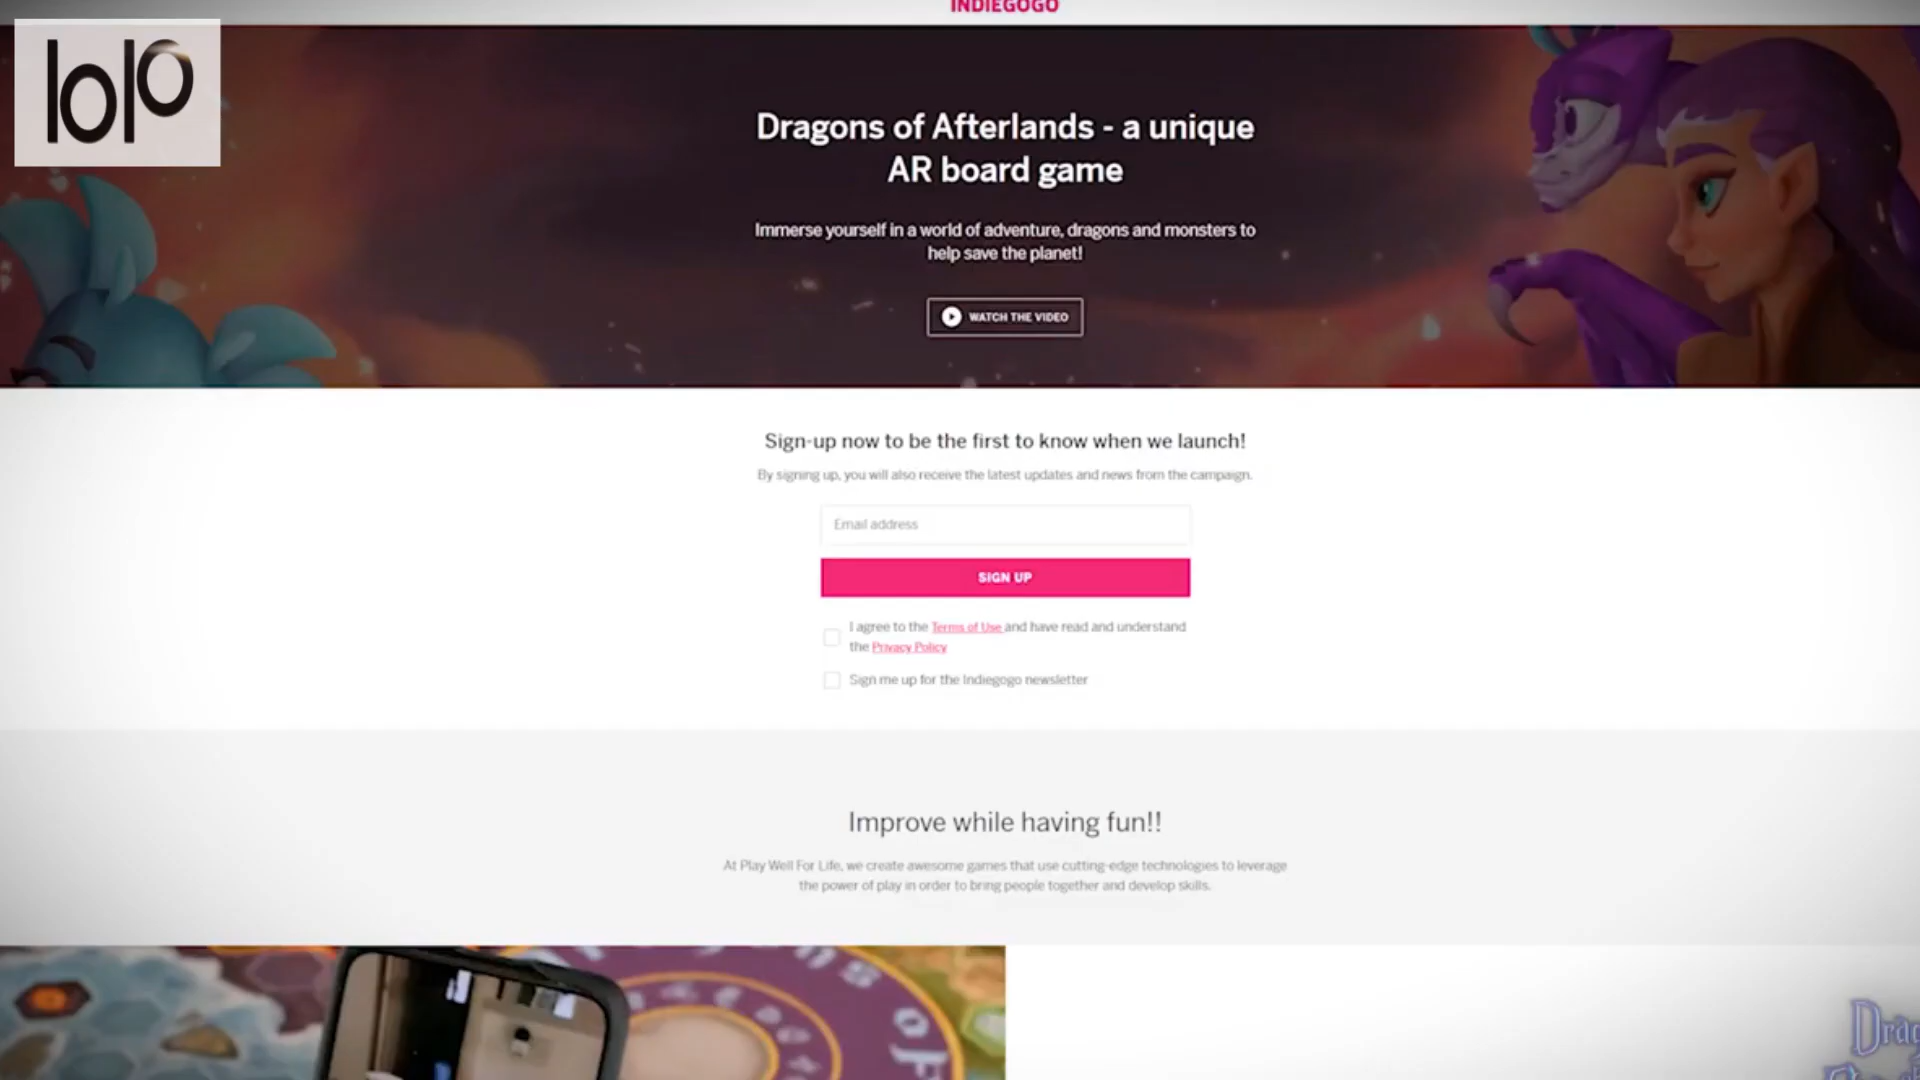 INDIEGOGO
lolo
Dragons of Afterlands - a unique
AR board game
Immerse yourself in a world of adventure, dragons and monsters to
help save the planet!
WATCH THE VIDEO
Sign-up now to be the first to know when we launch!
By signing up, you will also receive the latest updates and news from the campaign.
Email address
SIGN UP
I agree to the Terms of Use and have read and understand
the Privacy Policy
Sign me up for the Indiegogo newsletter
Improve while having fun!!
At Play Well For Life, we create awesome games that use cutting-edge technologies to leverage
the power of play in order to bring people together and develop skills.